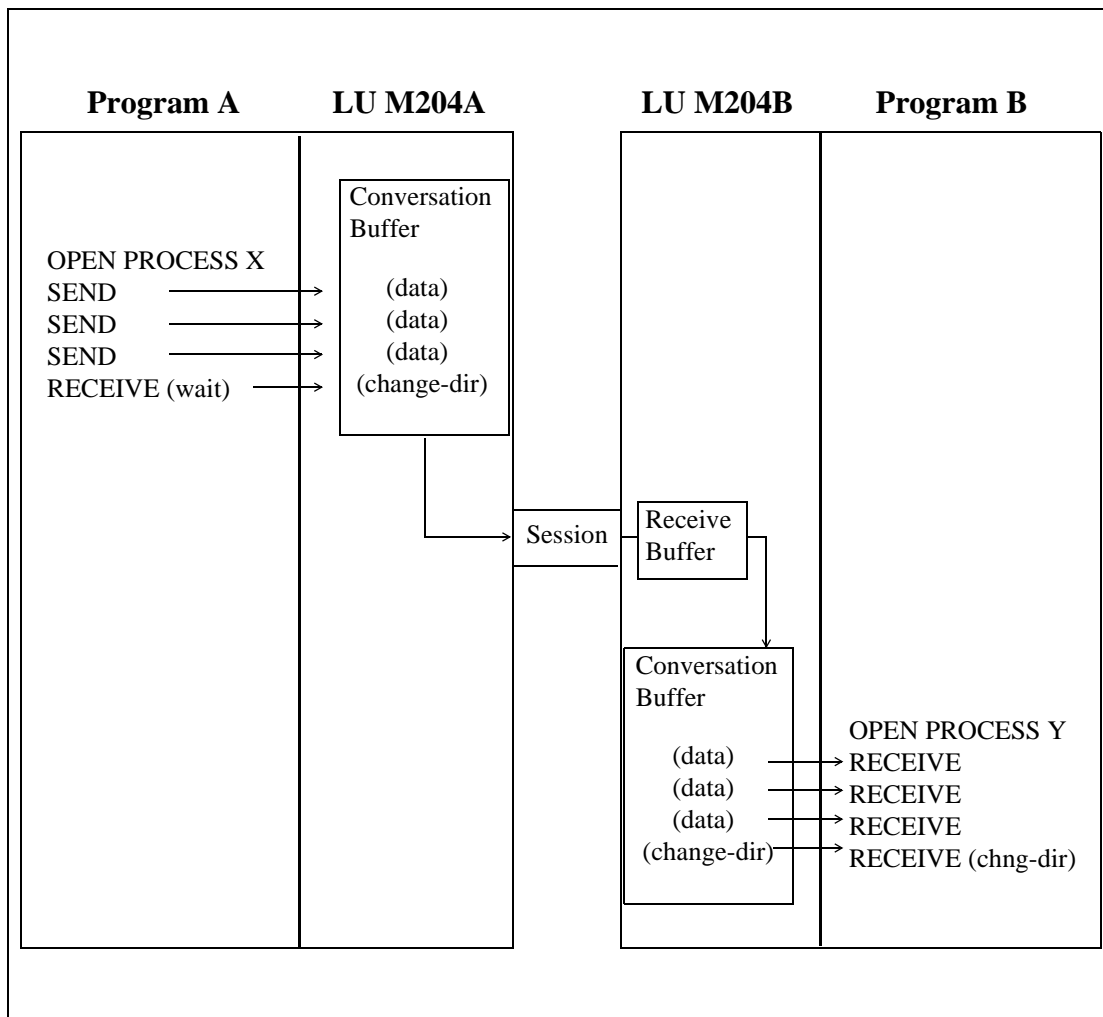 Program A
LU M204A
LU M204B
Program B
Conversation
Buffer
OPEN PROCESS X
SEND
(data)
SEND
(data)
SEND
(data)
RECEIVE (wait)
(change-dir)
Session
Receive
Buffer
Conversation
Buffer
OPEN PROCESS Y
(data)
RECEIVE
(data)
RECEIVE
(data)
RECEIVE
(change-dir)
RECEIVE (chng-dir)